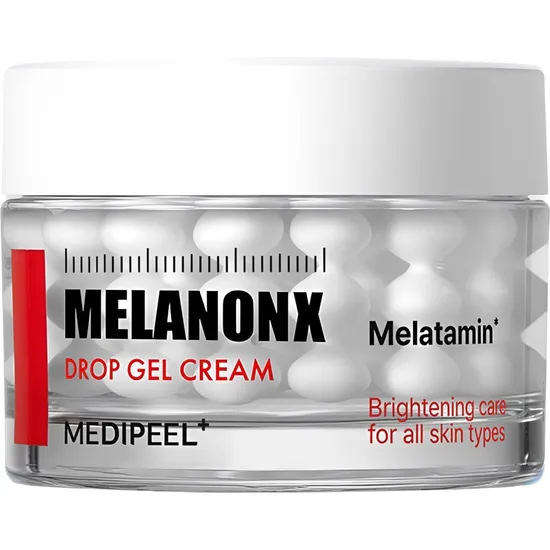 MELANONX
DROP GEL CREAM
MEDIPEEL+
Melatamin*
Brightening care
for all skin types